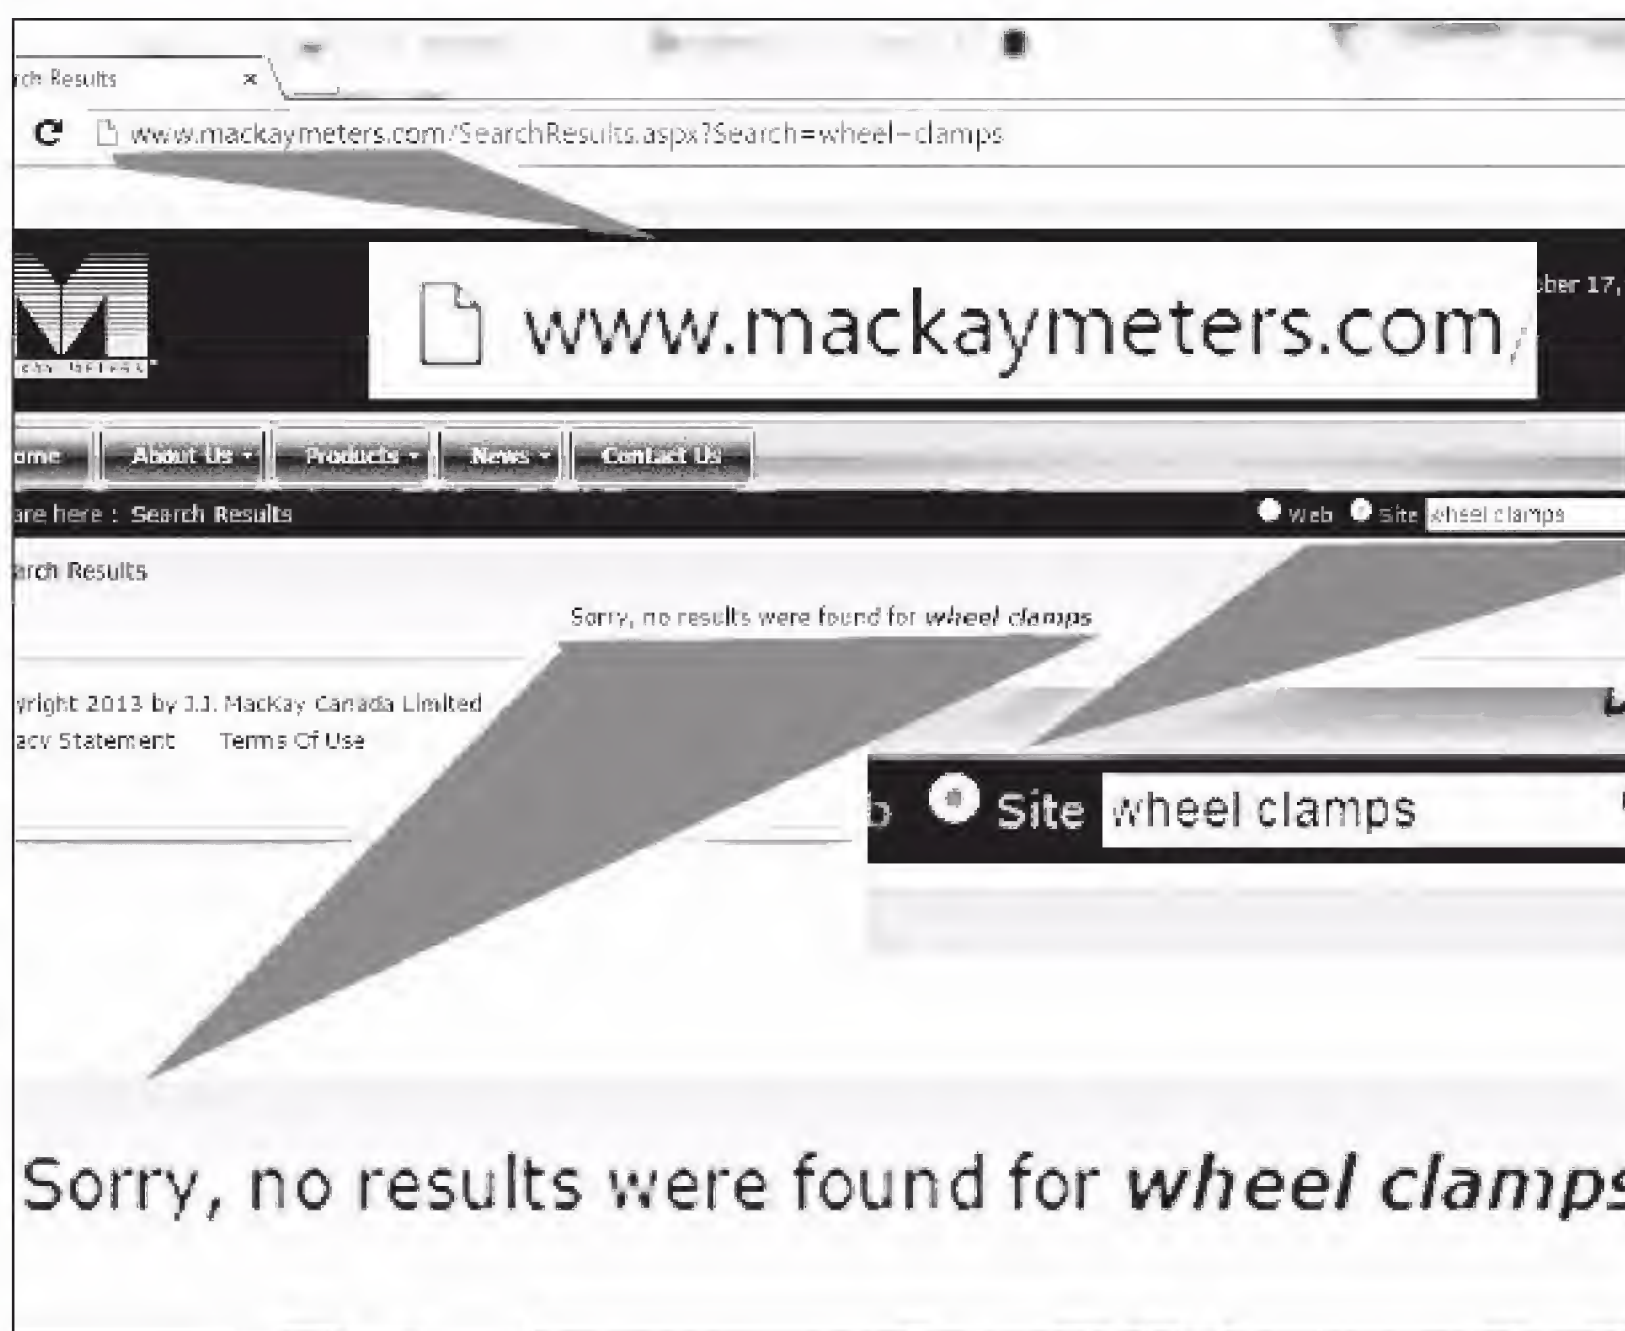 rch Results ×
www.mackaymeters.com/SearchResults.aspx?Search=wheel-clamps
www.mackaymeters.com/
ber 17,
KAY METERS
ome About Us Products News Contact Us
are here : Search Results
Web Site wheel clamps
arch Results
Sorry, no results were found for wheel clamps
yright 2013 by J.J. MacKay Canada Limited
acy Statement Terms Of Use
b Site wheel clamps
Sorry, no results were found for wheel clamps